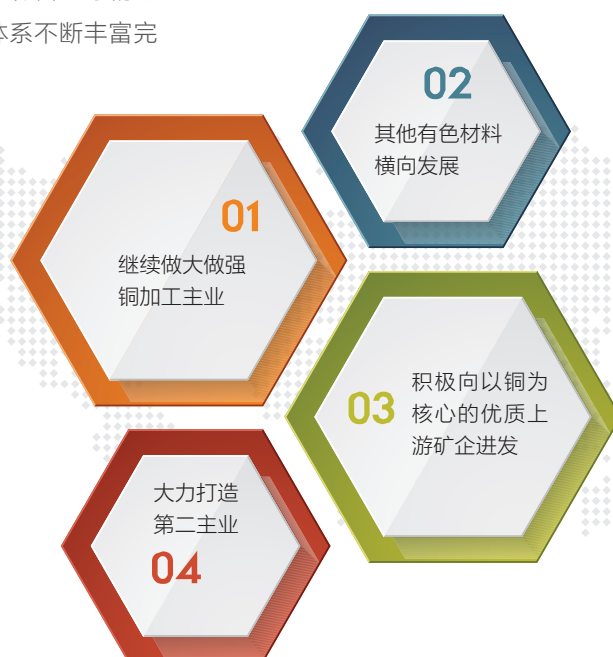 体系不断丰富完
01
继续做大做强
铜加工主业
02
其他有色材料
横向发展
03
积极向以铜为
核心的优质上
游矿企进发
大力打造
第二主业
04